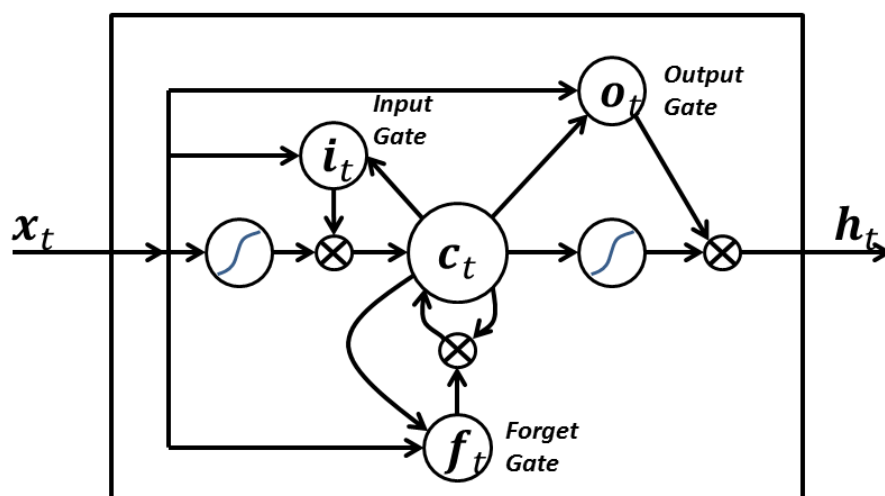 Input
Gate
Output
Gate
o_t
i_t
x_t
c_t
h_t
f_t
Forget
Gate